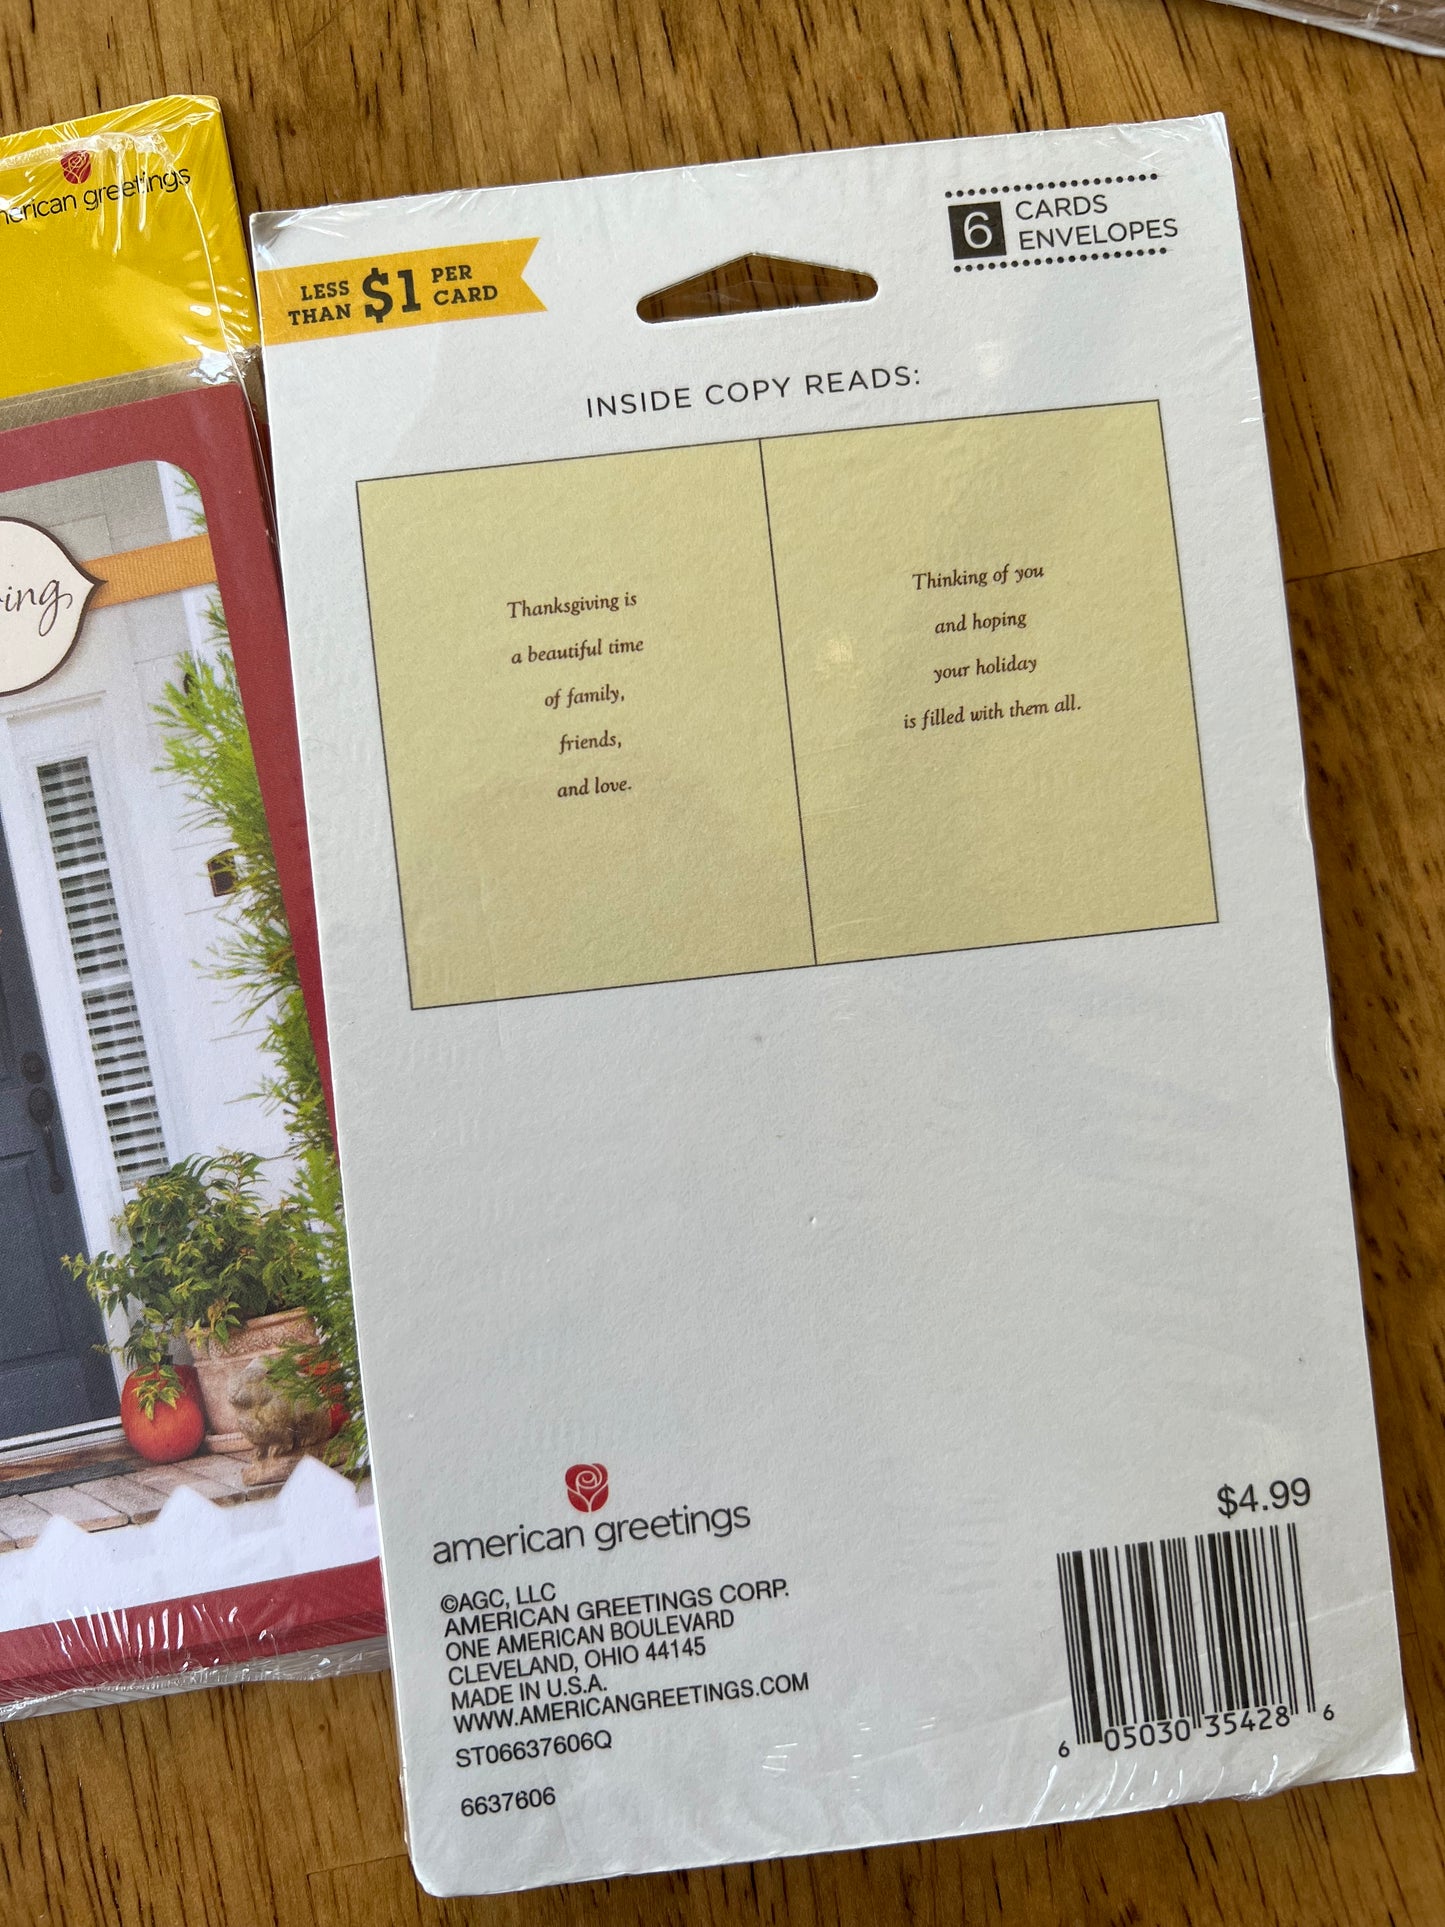 american greetings
ing
LESS THAN $1 PER CARD
6 CARDS
ENVELOPES
INSIDE COPY READS:
Thanksgiving is
a beautiful time
of family,
friends,
and love.
Thinking of you
and hoping
your holiday
is filled with them all.
american greetings
©AGC, LLC
AMERICAN GREETINGS CORP.
ONE AMERICAN BOULEVARD
CLEVELAND, OHIO 44145
MADE IN U.S.A.
WWW.AMERICANGREETINGS.COM
ST06637606Q
6637606
$4.99
6 05030 35428 6